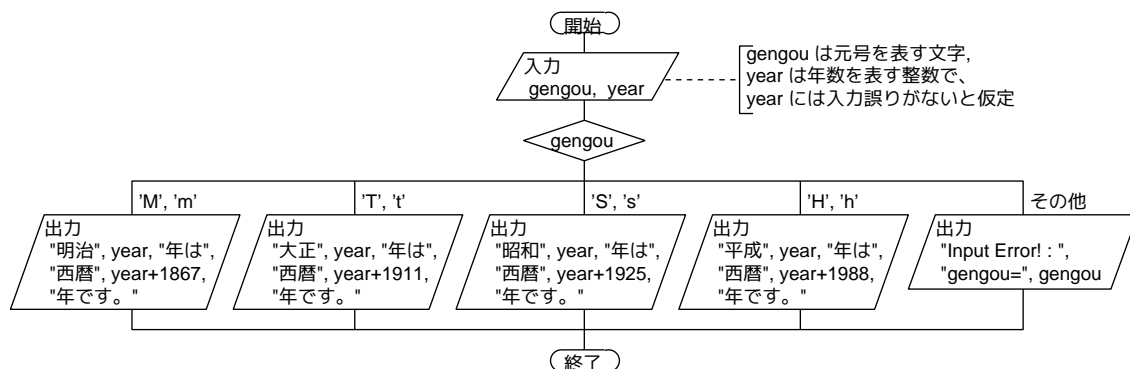 開始
入力
gengou, year
gengou は元号を表す文字,
year は年数を表す整数で、
year には入力誤りがないと仮定
gengou
'M', 'm'
出力
"明治", year, "年は",
"西暦", year+1867,
"年です。"
'T', 't'
出力
"大正", year, "年は",
"西暦", year+1911,
"年です。"
'S', 's'
出力
"昭和", year, "年は",
"西暦", year+1925,
"年です。"
'H', 'h'
出力
"平成", year, "年は",
"西暦", year+1988,
"年です。"
その他
出力
"Input Error! : ",
"gengou=", gengou
終了